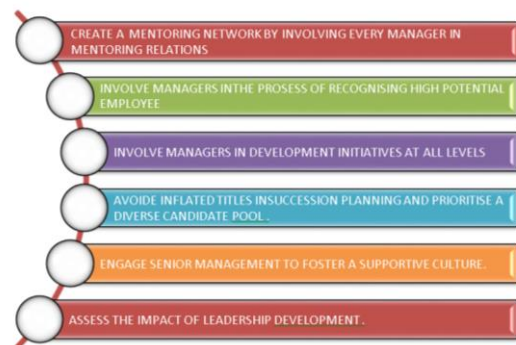 CREATE A MENTORING NETWORK BY INVOLVING EVERY MANAGER IN
MENTORING RELATIONS
INVOLVE MANAGERS INTHE PROSESS OF RECOGNISING HIGH POTENTIAL
EMPLOYEE
INVOLVE MANAGERS IN DEVELOPMENT INITIATIVES AT ALL LEVELS
AVOIDE INFLATED TITLES INSUCCESSION PLANNING AND PRIORITISE A
DIVERSE CANDIDATE POOL.
ENGAGE SENIOR MANAGEMENT TO FOSTER A SUPPORTIVE CULTURE.
ASSESS THE IMPACT OF LEADERSHIP DEVELOPMENT.